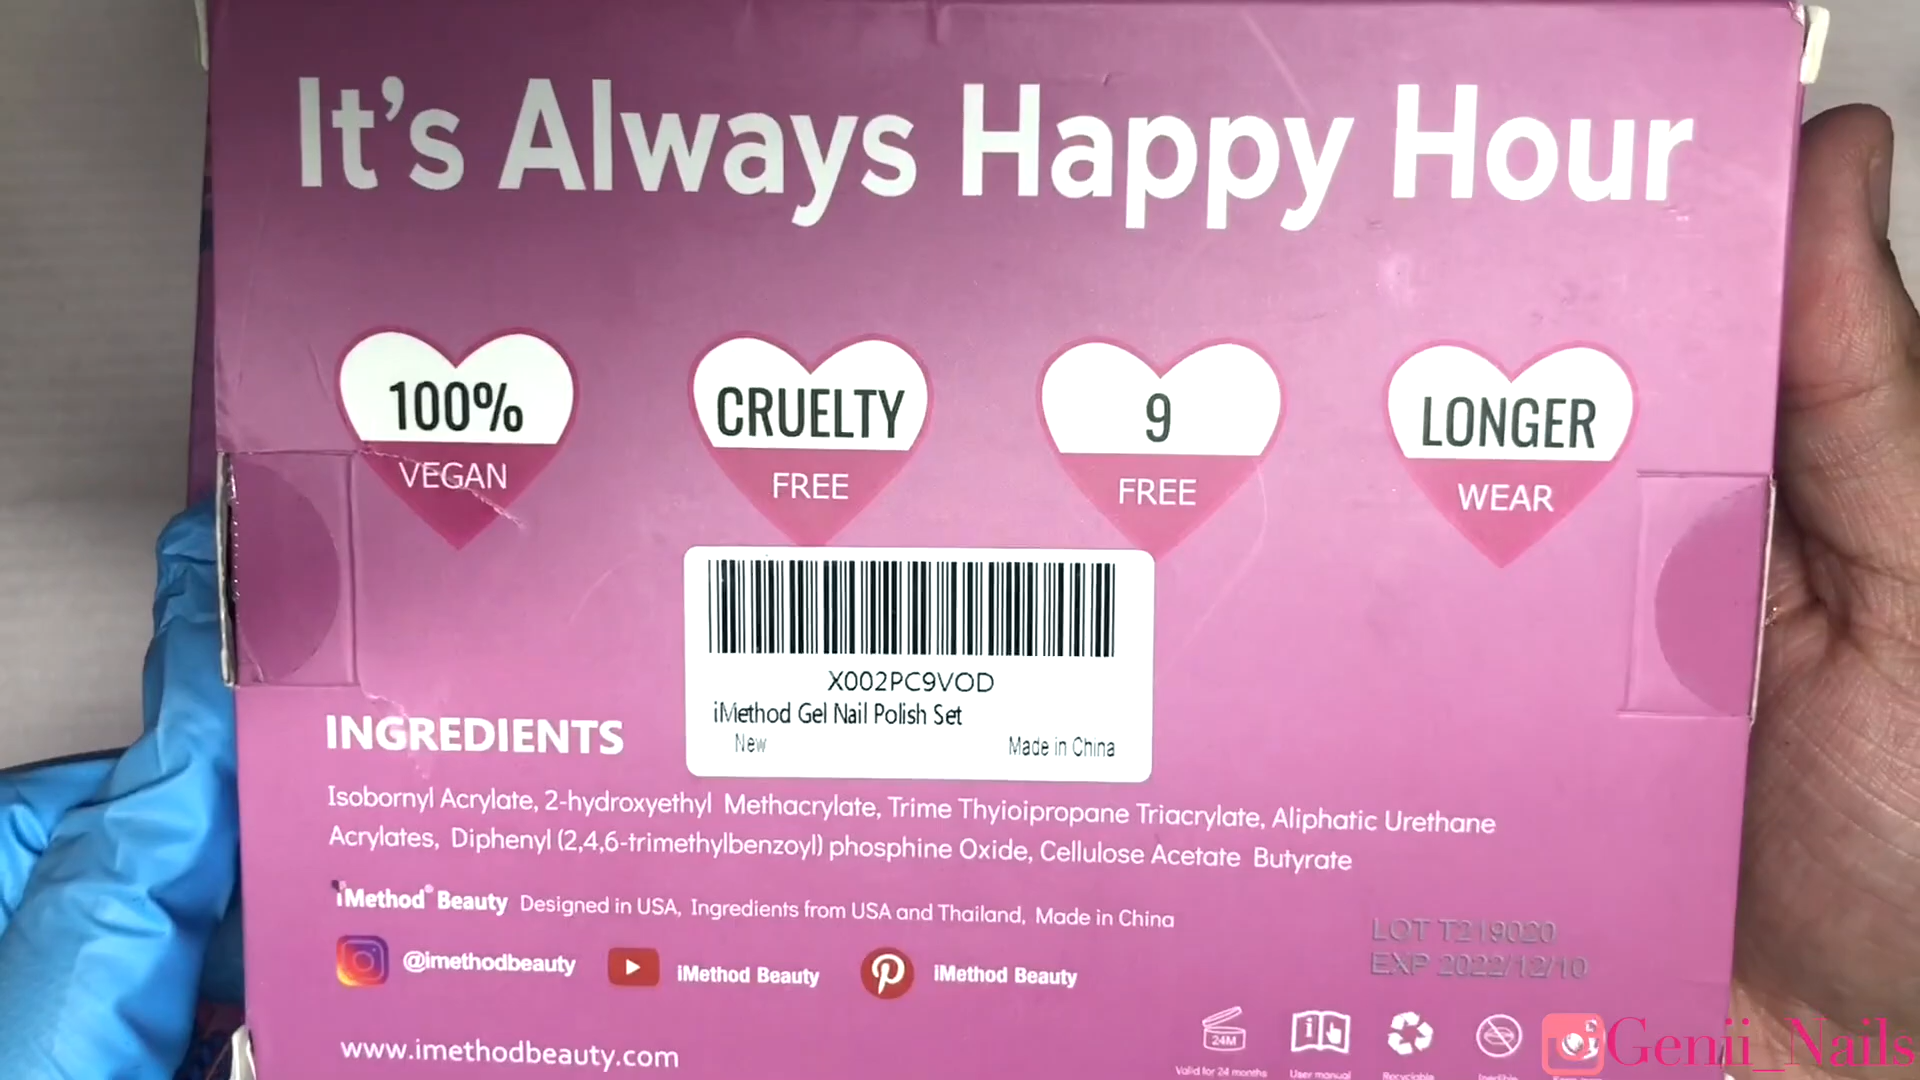 It's Always Happy Hour
100%
VEGAN
CRUELTY
FREE
9
FREE
LONGER
WEAR
X002PC9VOD
iMethod Gel Nail Polish Set
New
Made in China
INGREDIENTS
Isobornyl Acrylate, 2-hydroxyethyl Methacrylate, Trime Thyioipropane Triacrylate, Aliphatic Urethane
Acrylates, Diphenyl (2,4,6-trimethylbenzoyl) phosphine Oxide, Cellulose Acetate Butyrate
iMethod Beauty Designed in USA, Ingredients from USA and Thailand, Made in China
LOT T219020
EXP 2022/12/10
@imethodbeauty
iMethod Beauty
iMethod Beauty
www.imethodbeauty.com
24M
Valid for 24 months
User manual
Recyclable
Inedible
Genii_Nails